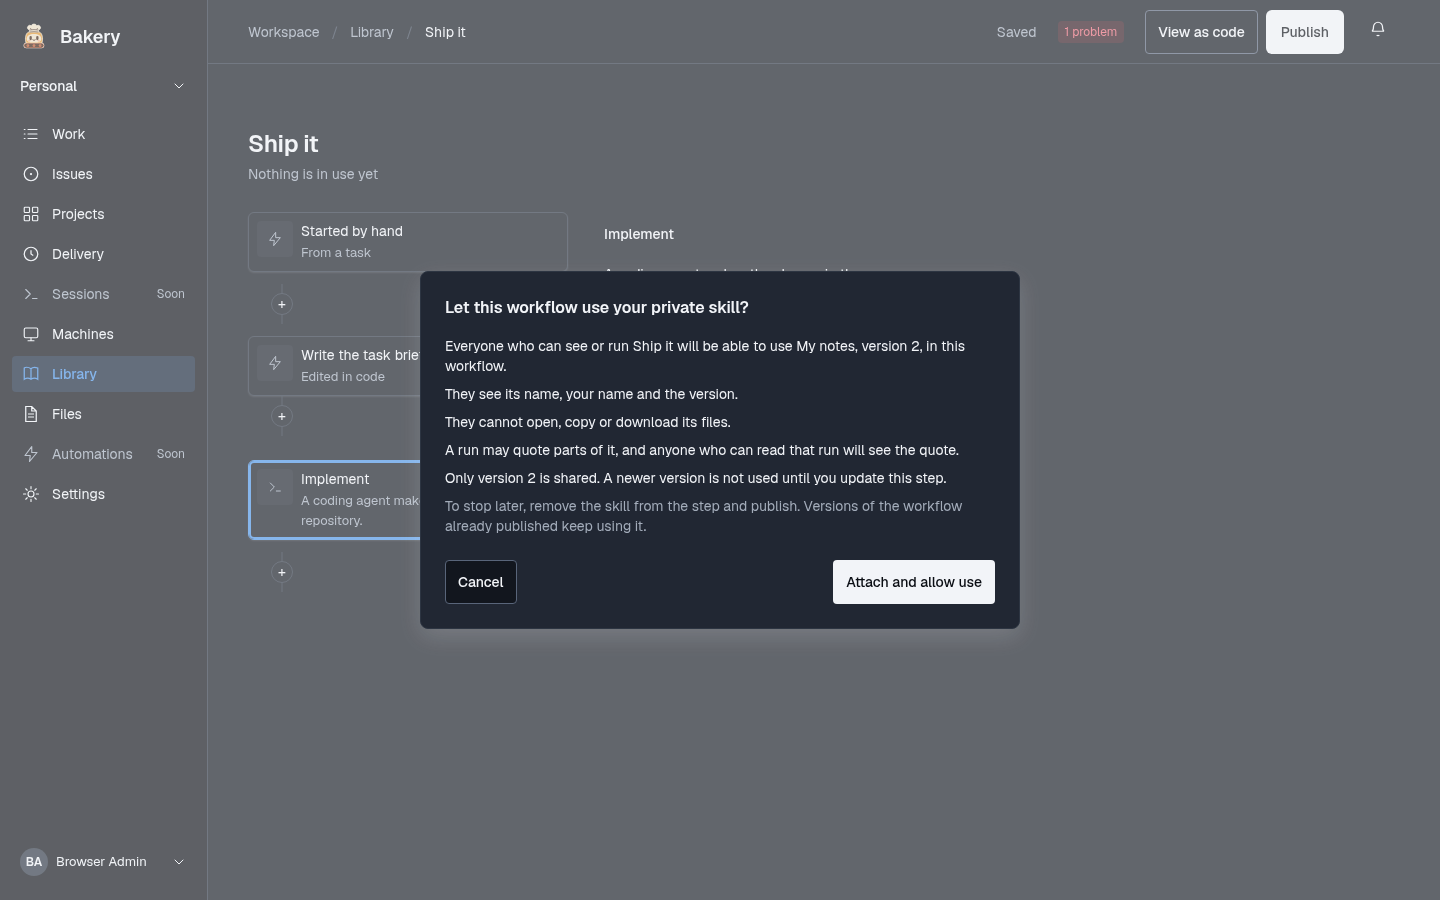 Bakery
Personal
Work
Issues
Projects
Delivery
Sessions Soon
Machines
Library
Files
Automations Soon
Settings
BA Browser Admin
Workspace / Library / Ship it
Saved
1 problem
View as code
Publish
Ship it
Nothing is in use yet
Started by hand
From a task
+
Write the task brie
Edited in code
+
Implement
A coding agent mak
repository.
+
Implement
Let this workflow use your private skill?
Everyone who can see or run Ship it will be able to use My notes, version 2, in this
workflow.
They see its name, your name and the version.
They cannot open, copy or download its files.
A run may quote parts of it, and anyone who can read that run will see the quote.
Only version 2 is shared. A newer version is not used until you update this step.
To stop later, remove the skill from the step and publish. Versions of the workflow
already published keep using it.
Cancel
Attach and allow use